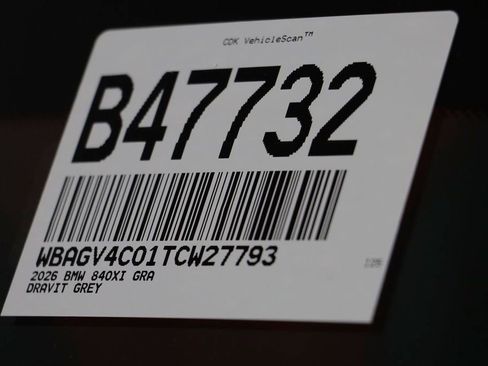 CDK VehicleScan™
B47732
WBAGV4C01TCW27793
2026 BMW 840XI GRA
DRAVIT GREY